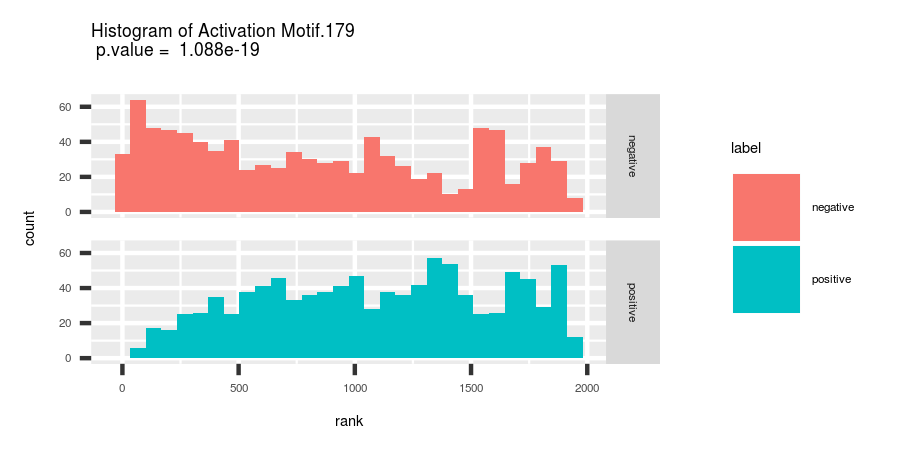 Histogram of Activation Motif.179
p.value = 1.088e-19
count
60
40
20
0
negative
60
40
20
0
positive
0
500
1000
1500
2000
rank
label
negative
positive